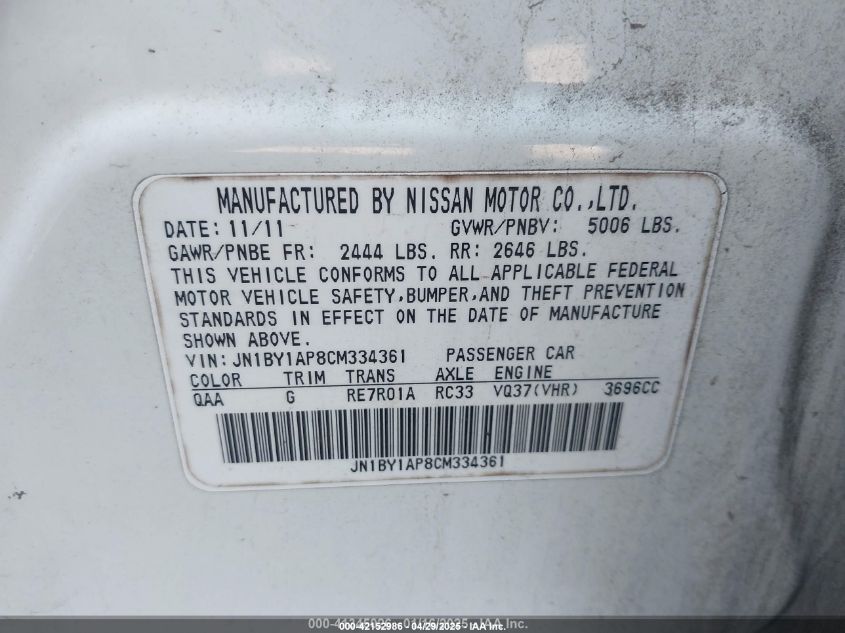 MANUFACTURED BY NISSAN MOTOR CO.,LTD.
DATE: 11/11 GVWR/PNBV: 5006 LBS.
GAWR/PNBE FR: 2444 LBS. RR: 2646 LBS.
THIS VEHICLE CONFORMS TO ALL APPLICABLE FEDERAL
MOTOR VEHICLE SAFETY,BUMPER,AND THEFT PREVENTION
STANDARDS IN EFFECT ON THE DATE OF MANUFACTURE
SHOWN ABOVE.
VIN: JN1BY1AP8CM334361 PASSENGER CAR
COLOR TRIM TRANS AXLE ENGINE
QAA G RE7R01A RC33 VQ37(VHR) 3696CC
JN1BY1AP8CM334361
42152986 - 04/29/2025 - IAA Inc.